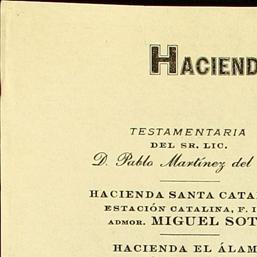 HACIEND
TESTAMENTARIA
DEL SR. LIC.
D. Pablo Martínez del
HACIENDA SANTA CATA
ESTACIÓN CATALINA, F. I
ADMOR. MIGUEL SOT
HACIENDA EL ÁLAM